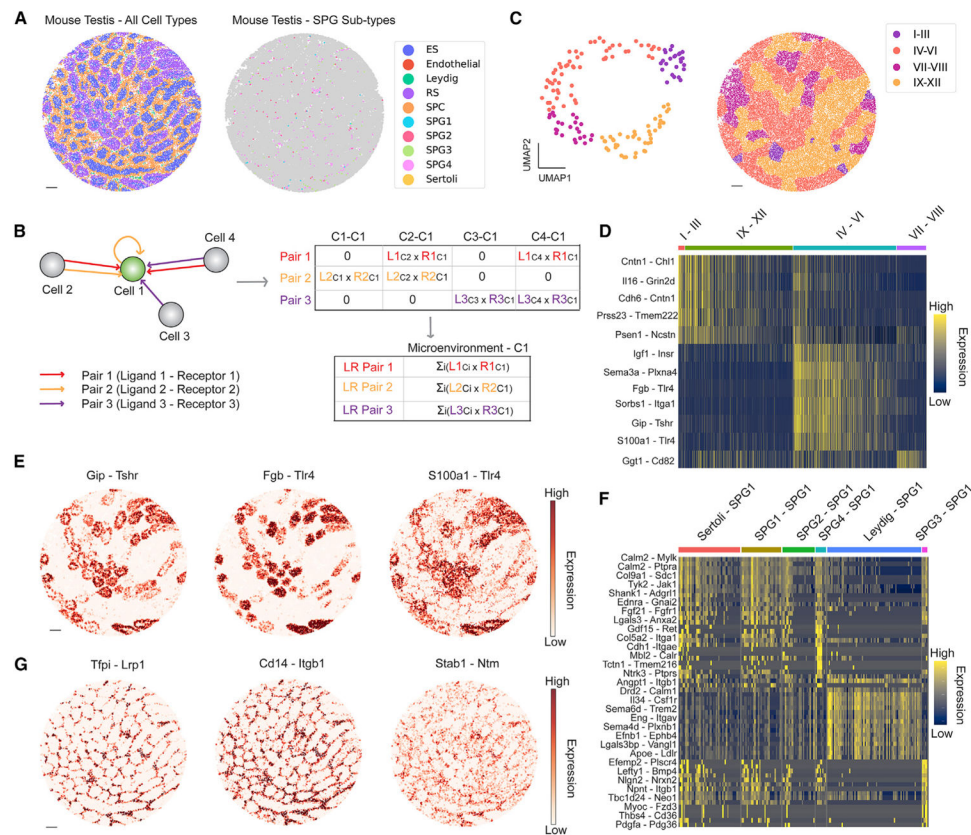 A
Mouse Testis - All Cell Types
Mouse Testis - SPG Sub-types
ES
Endothelial
Leydig
RS
SPC
SPG1
SPG2
SPG3
SPG4
Sertoli
C
UMAP2
UMAP1
I-III
IV-VI
VII-VIII
IX-XII
B
Cell 4
Cell 2
Cell 1
Cell 3
Pair 1 (Ligand 1 - Receptor 1)
Pair 2 (Ligand 2 - Receptor 2)
Pair 3 (Ligand 3 - Receptor 3)
C1-C1 C2-C1 C3-C1 C4-C1
Pair 1 0 L1C2 x R1C1 0 L1C4 x R1C1
Pair 2 L2C1 x R2C1 L2C2 x R2C1 0 0
Pair 3 0 0 L3C3 x R3C1 L3C4 x R3C1
Microenvironment - C1
LR Pair 1 Σi(L1Ci x R1C1)
LR Pair 2 Σi(L2Ci x R2C1)
LR Pair 3 Σi(L3Ci x R3C1)
D
I - III
IX - XII
IV - VI
VII - VIII
Cntn1 - Chl1
Il16 - Grin2d
Cdh6 - Cntn1
Prss23 - Tmem222
Psen1 - Ncstn
Igf1 - Insr
Sema3a - Plxna4
Fgb - Tlr4
Sorbs1 - Itga1
Gip - Tshr
S100a1 - Tlr4
Ggt1 - Cd82
High
Expression
Low
E
Gip - Tshr
Fgb - Tlr4
S100a1 - Tlr4
High
Expression
Low
G
Tfpi - Lrp1
Cd14 - Itgb1
Stab1 - Ntm
High
Expression
Low
F
Sertoli - SPG1
SPG1 - SPG1
SPG2 - SPG1
SPG4 - SPG1
Leydig - SPG1
SPG3 - SPG1
Calm2 - Mylk
Calm2 - Ptpra
Col9a1 - Sdc1
Tyk2 - Jak1
Shank1 - Adgrl1
Ednra - Gnai2
Fgf21 - Fgfr1
Lgals3 - Anxa2
Gdf15 - Ret
Col5a2 - Itga1
Cdh1 - Itgae
Mbl2 - Calr
Tctn1 - Tmem216
Ntrk3 - Ptprs
Angpt1 - Itgb1
Drd2 - Calm1
Il34 - Csf1r
Sema6d - Trem2
Eng - Itgav
Sema4d - Plxnb1
Efnb1 - Ephb4
Lgals3bp - Vangl1
Apoe - Ldlr
Efemp2 - Plscr4
Lefty1 - Bmp4
Nlgn2 - Nrxn2
Npnt - Itgb1
Tbc1d24 - Neo1
Myoc - Fzd3
Thbs4 - Cd36
Pdgfa - Pdg36
High
Expression
Low